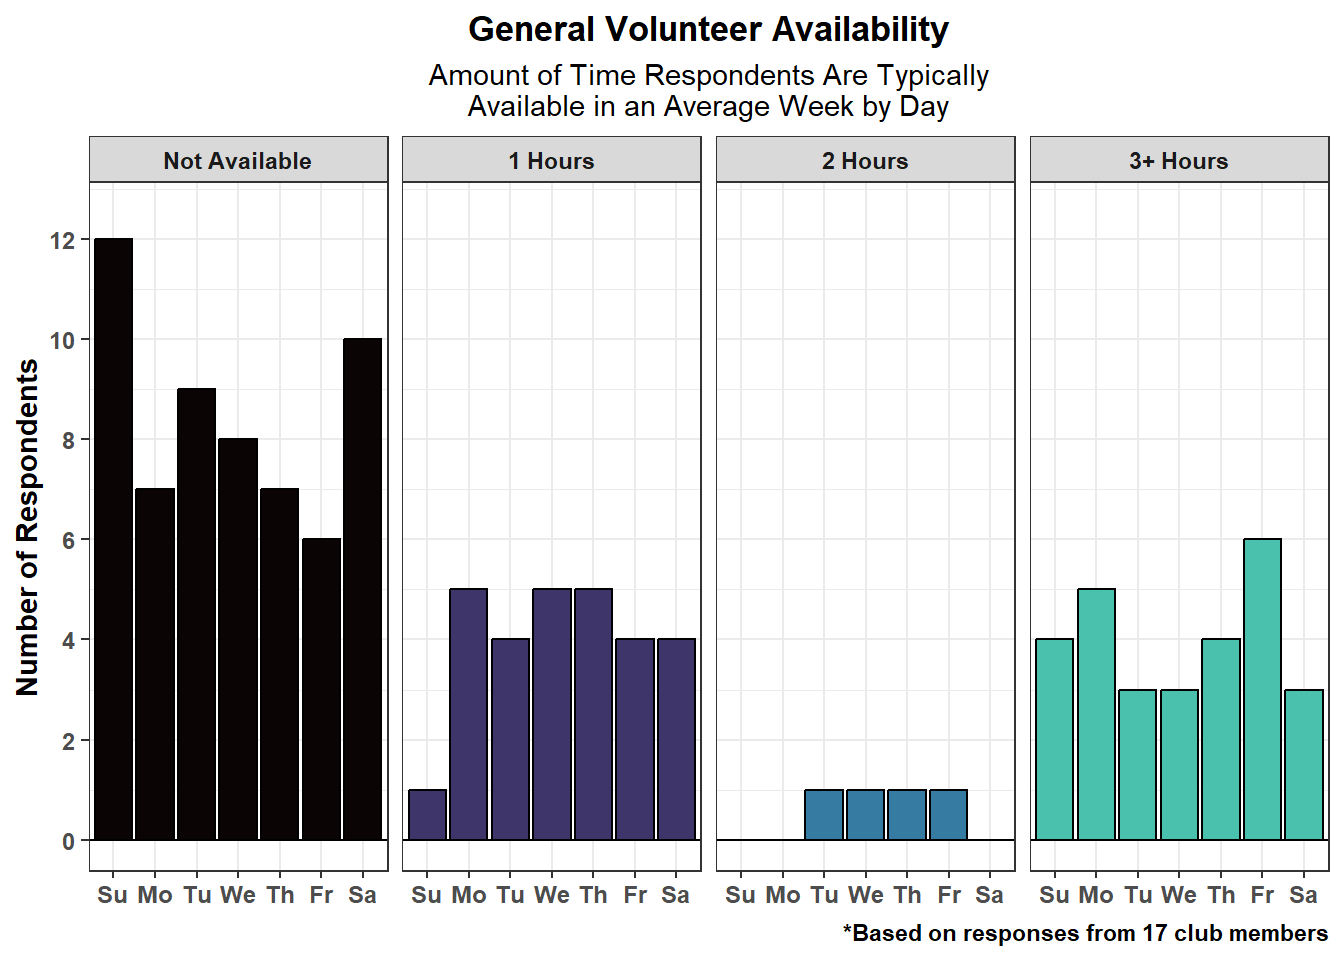 General Volunteer Availability
Amount of Time Respondents Are Typically
Available in an Average Week by Day
Not Available
1 Hours
2 Hours
3+ Hours
Number of Respondents
12
10
8
6
4
2
0
Su Mo Tu We Th Fr Sa
Su Mo Tu We Th Fr Sa
Su Mo Tu We Th Fr Sa
Su Mo Tu We Th Fr Sa
*Based on responses from 17 club members